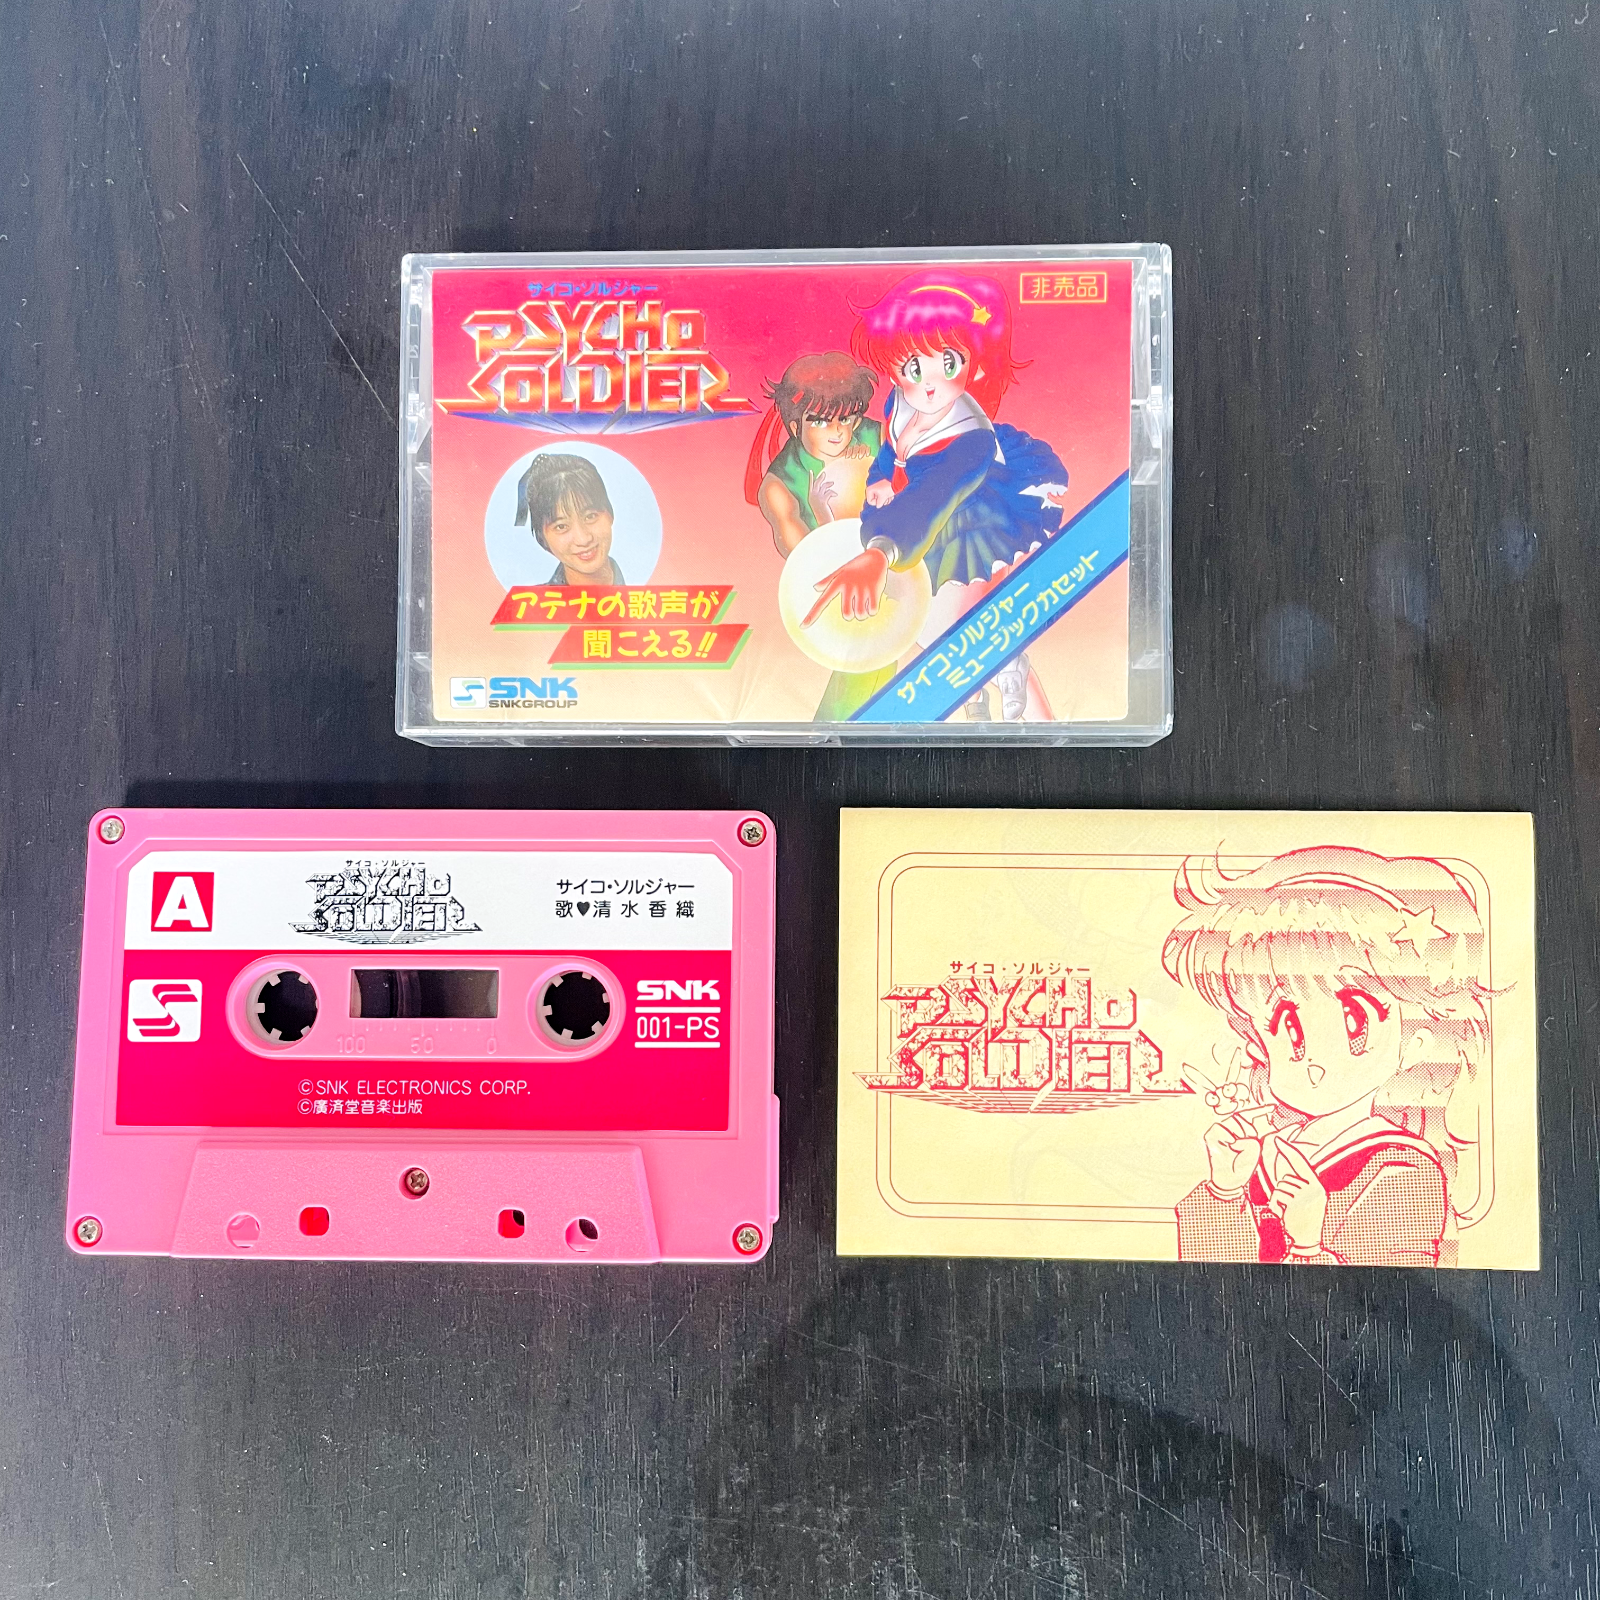 サイコ・ソルジャー
PSYCHO
SOLDIER
非売品
アテナの歌声が
聞こえる!!
サイコ・ソルジャー
ミュージックカセット
SNK
SNKGROUP
A
サイコ・ソルジャー
PSYCHO
SOLDIER
サイコ・ソルジャー
歌♥清水香織
SNK
001-PS
100 50 0
©SNK ELECTRONICS CORP.
©廣済堂音楽出版
サイコ・ソルジャー
PSYCHO
SOLDIER